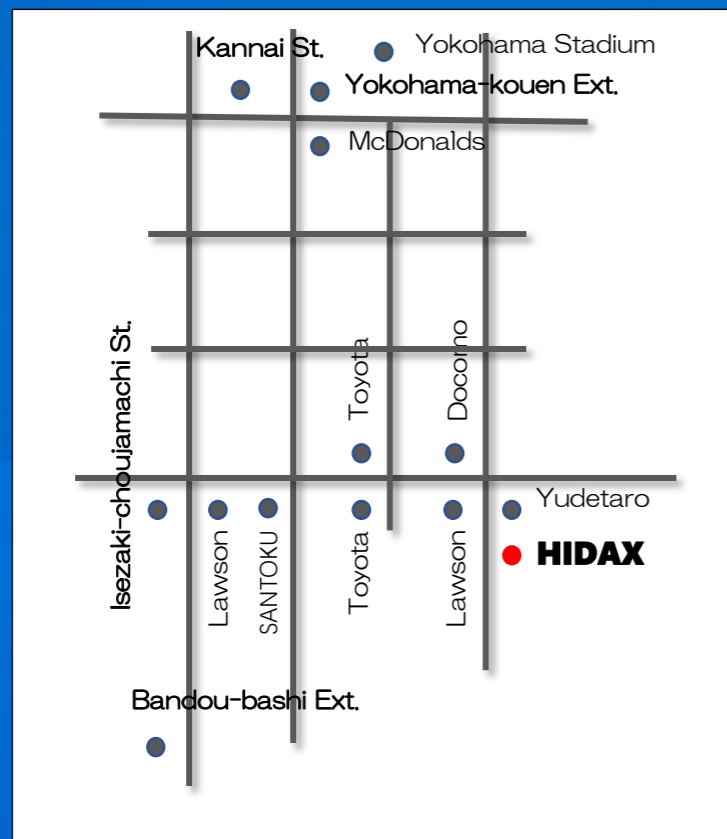 Kannai St.
Yokohama Stadium
Yokohama-kouen Ext.
McDonalds
Isezaki-choujamachi St.
Toyota
Docomo
Yudetaro
Lawson
SANTOKU
Toyota
Lawson
HIDAX
Bandou-bashi Ext.